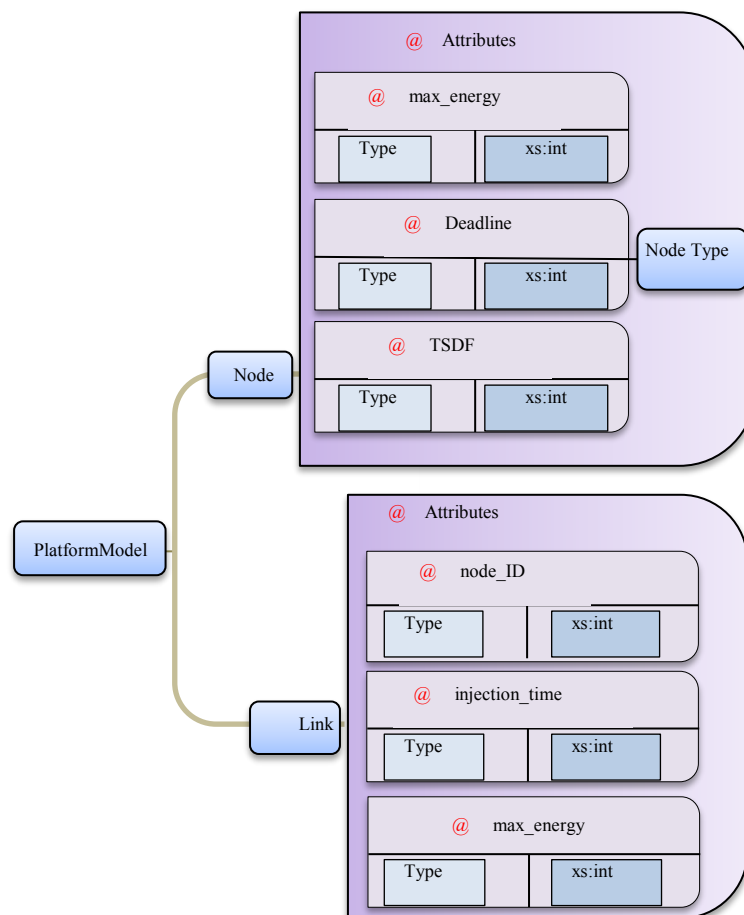 @ Attributes
@ max_energy
Type xs:int
@ Deadline
Node Type
Type xs:int
@ TSDF
Node
Type xs:int
@ Attributes
PlatformModel
@ node_ID
Type xs:int
@ injection_time
Link
Type xs:int
@ max_energy
Type xs:int